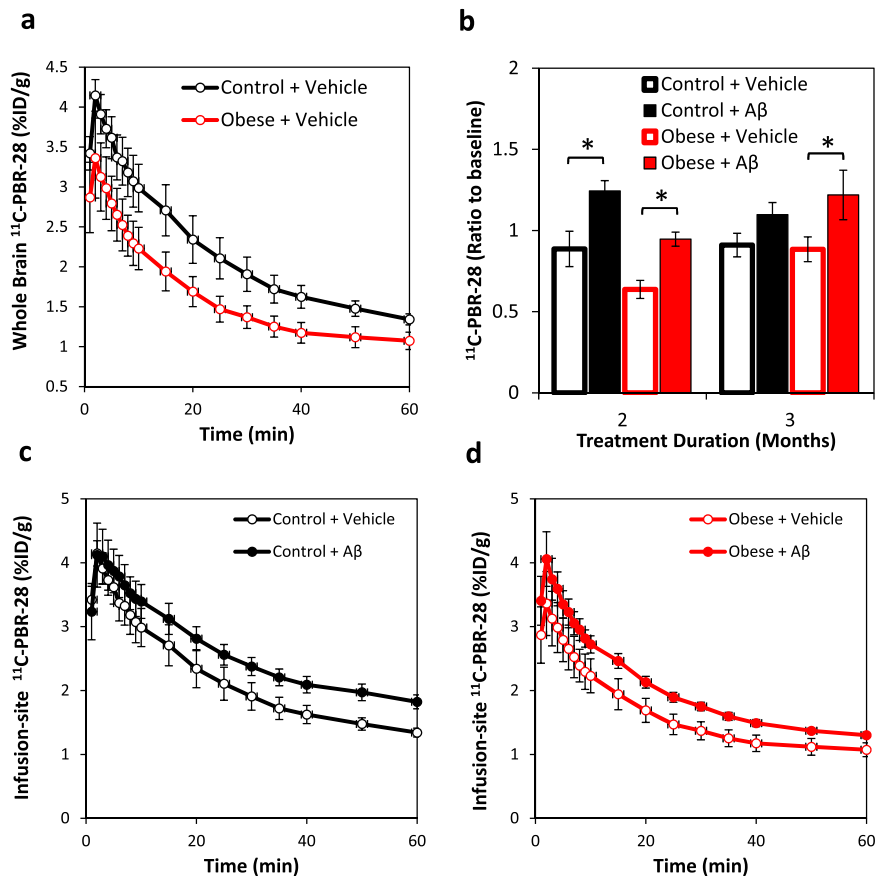 a
Whole Brain ¹¹C-PBR-28 (%ID/g)
4.5
4
3.5
3
2.5
2
1.5
1
0.5
Control + Vehicle
Obese + Vehicle
0
20
40
60
Time (min)
b
¹¹C-PBR-28 (Ratio to baseline)
2
1.5
1
0.5
0
Control + Vehicle
Control + Aβ
Obese + Vehicle
Obese + Aβ
*
*
*
2
3
Treatment Duration (Months)
c
Infusion-site ¹¹C-PBR-28 (%ID/g)
5
4
3
2
1
0
Control + Vehicle
Control + Aβ
0
20
40
60
Time (min)
d
Infusion-site ¹¹C-PBR-28 (%ID/g)
5
4
3
2
1
0
Obese + Vehicle
Obese + Aβ
0
20
40
60
Time (min)